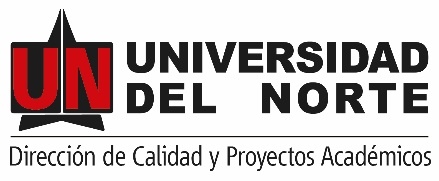 UN UNIVERSIDAD
DEL NORTE
Dirección de Calidad y Proyectos Académicos